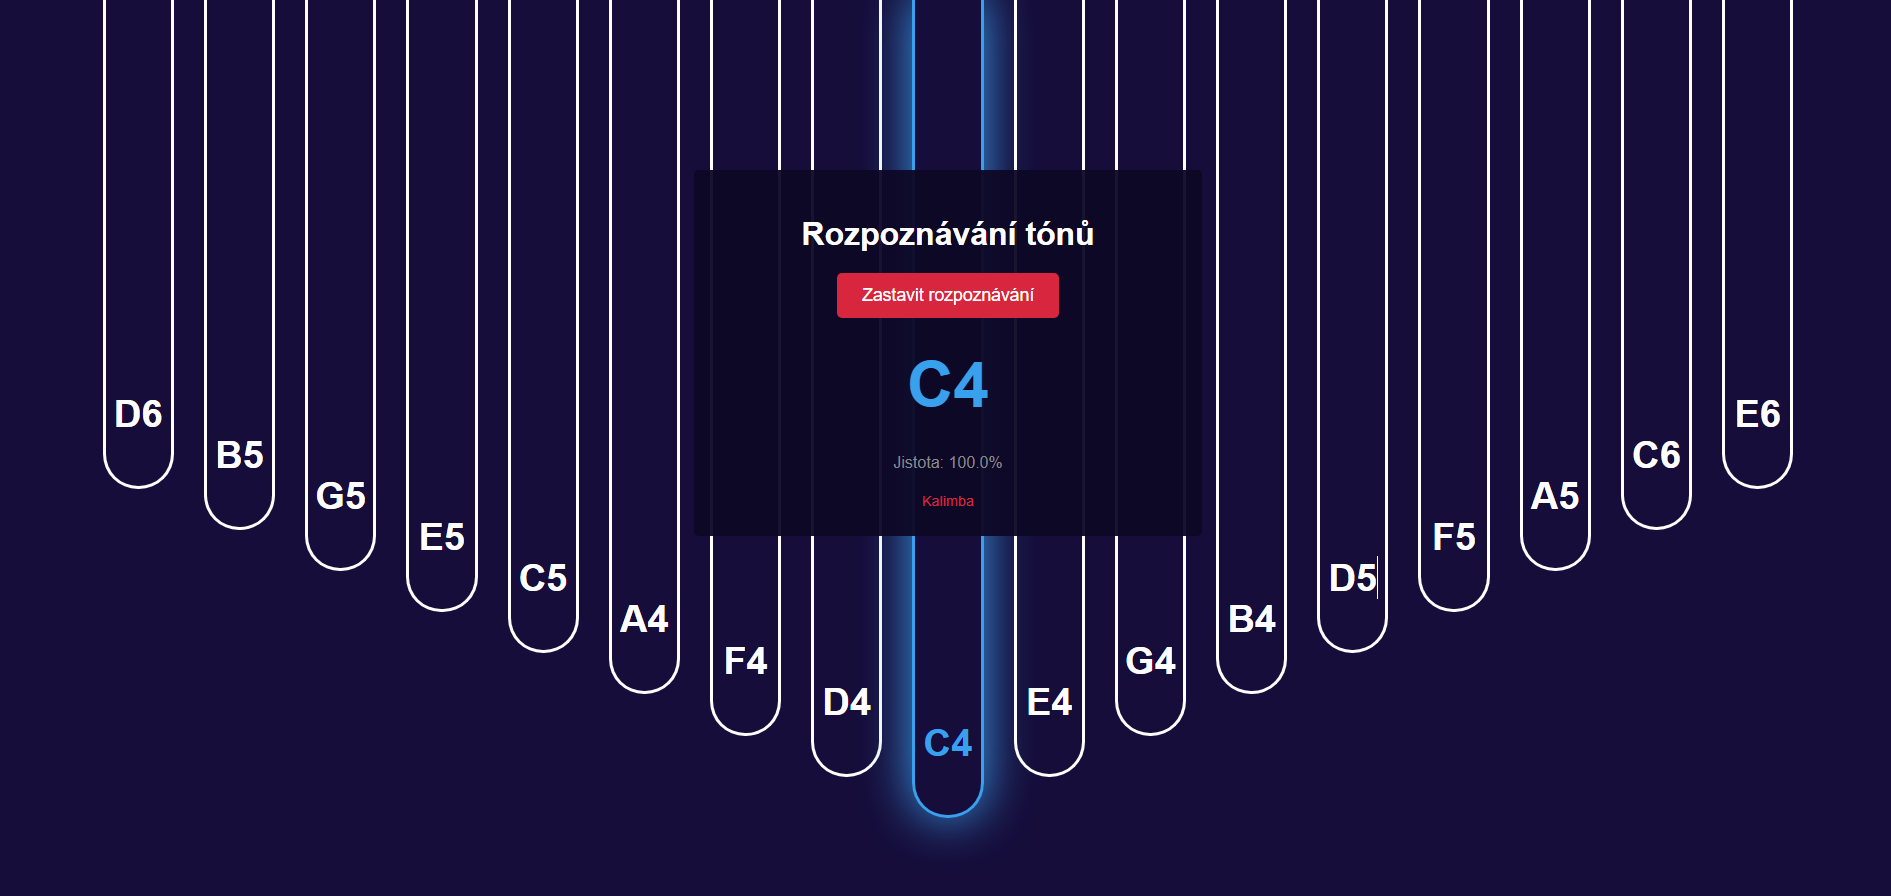 Rozpoznávání tónů
Zastavit rozpoznávání
C4
Jistota: 100.0%
Kalimba
D6
B5
G5
E5
C5
A4
F4
D4
C4
E4
G4
B4
D5
F5
A5
C6
E6